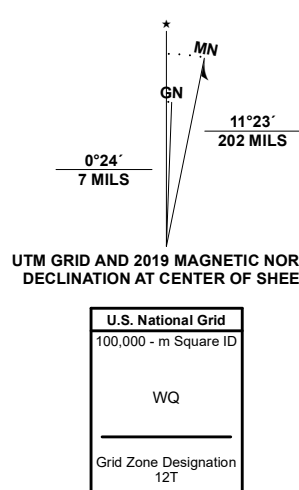 ★
MN
GN
11°23´
202 MILS
0°24´
7 MILS
UTM GRID AND 2019 MAGNETIC NOR
DECLINATION AT CENTER OF SHEE
U.S. National Grid
100,000 - m Square ID
WQ
Grid Zone Designation
12T